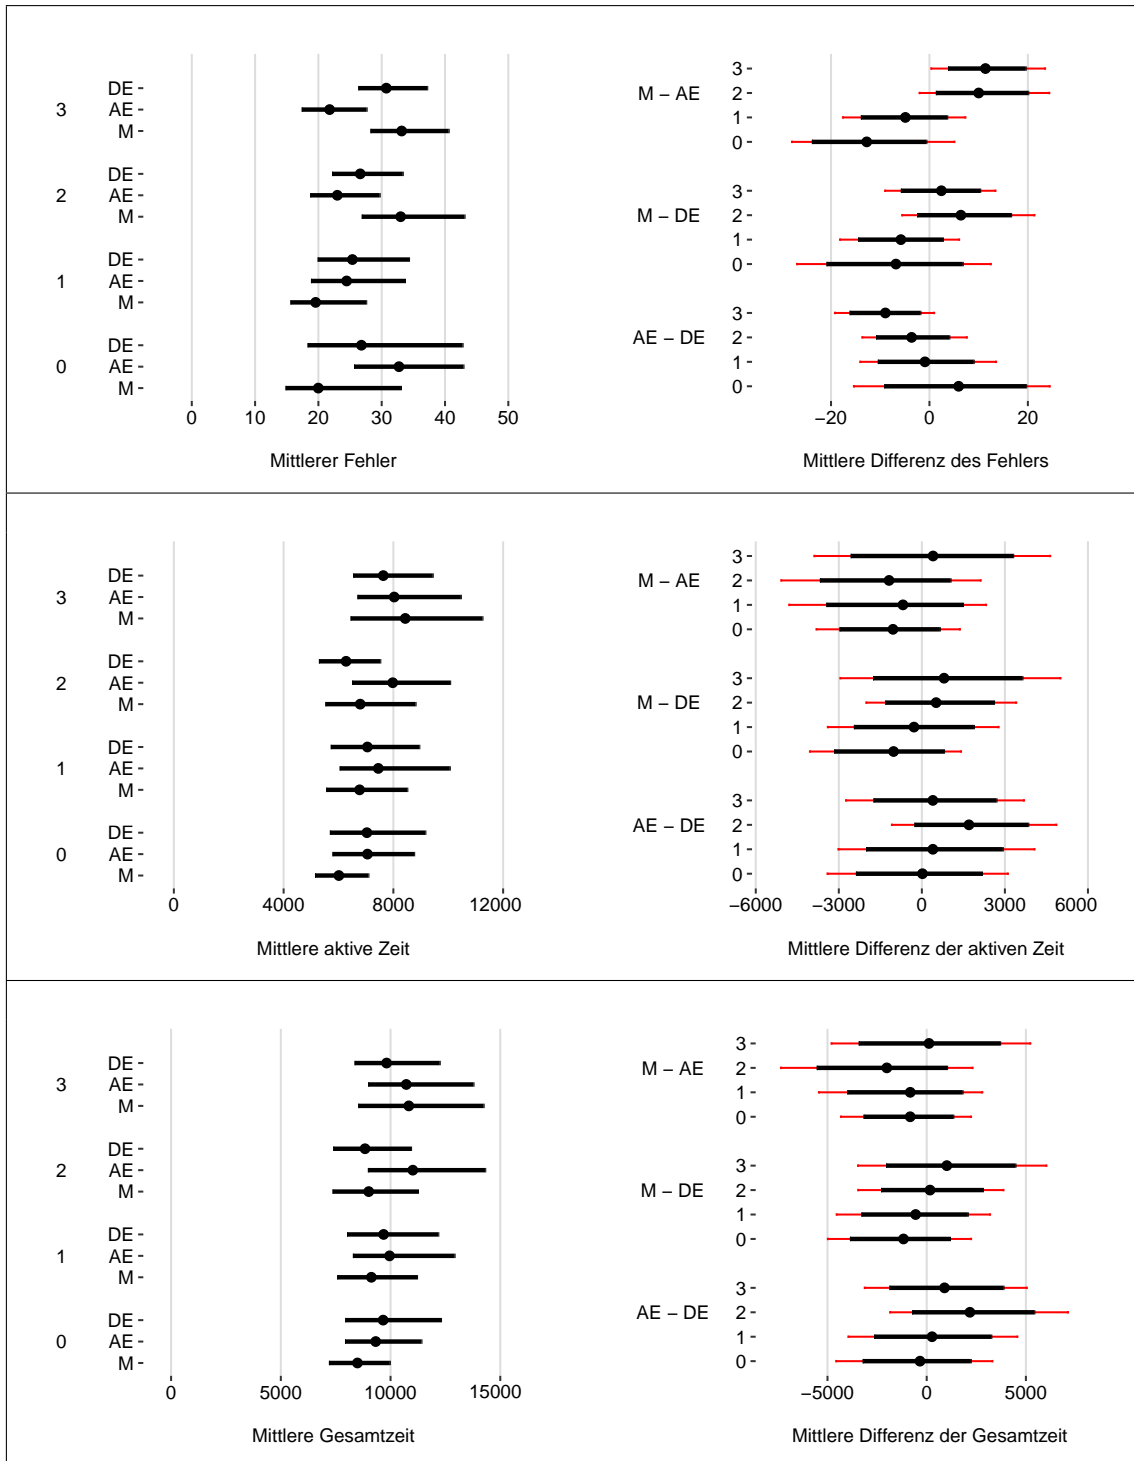 DE
3 AE
M
DE
2 AE
M
DE
1 AE
M
DE
0 AE
M
0 10 20 30 40 50
Mittlerer Fehler
3
M − AE 2
1
0
3
M − DE 2
1
0
3
AE − DE 2
1
0
−20 0 20
Mittlere Differenz des Fehlers
DE
3 AE
M
DE
2 AE
M
DE
1 AE
M
DE
0 AE
M
0 4000 8000 12000
Mittlere aktive Zeit
3
M − AE 2
1
0
3
M − DE 2
1
0
3
AE − DE 2
1
0
−6000 −3000 0 3000 6000
Mittlere Differenz der aktiven Zeit
DE
3 AE
M
DE
2 AE
M
DE
1 AE
M
DE
0 AE
M
0 5000 10000 15000
Mittlere Gesamtzeit
3
M − AE 2
1
0
3
M − DE 2
1
0
3
AE − DE 2
1
0
−5000 0 5000
Mittlere Differenz der Gesamtzeit